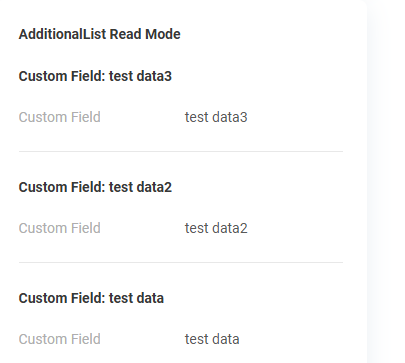 AdditionalList Read Mode
Custom Field: test data3
Custom Field test data3
Custom Field: test data2
Custom Field test data2
Custom Field: test data
Custom Field test data